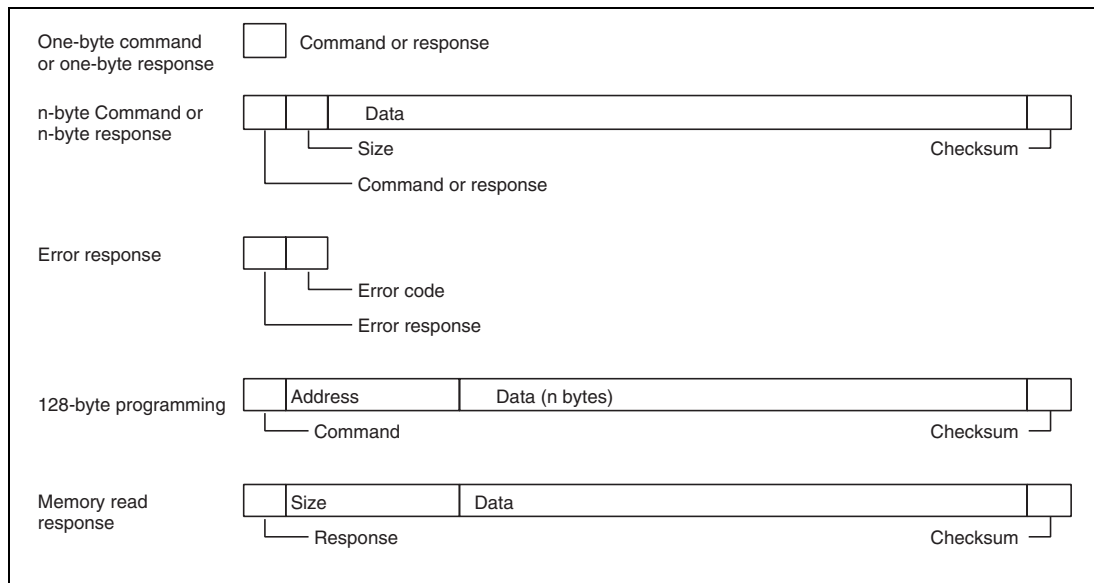 One-byte command
or one-byte response
Command or response
n-byte Command or
n-byte response
Data
Size
Checksum
Command or response
Error response
Error code
Error response
128-byte programming
Address
Data (n bytes)
Command
Checksum
Memory read
response
Size
Data
Response
Checksum